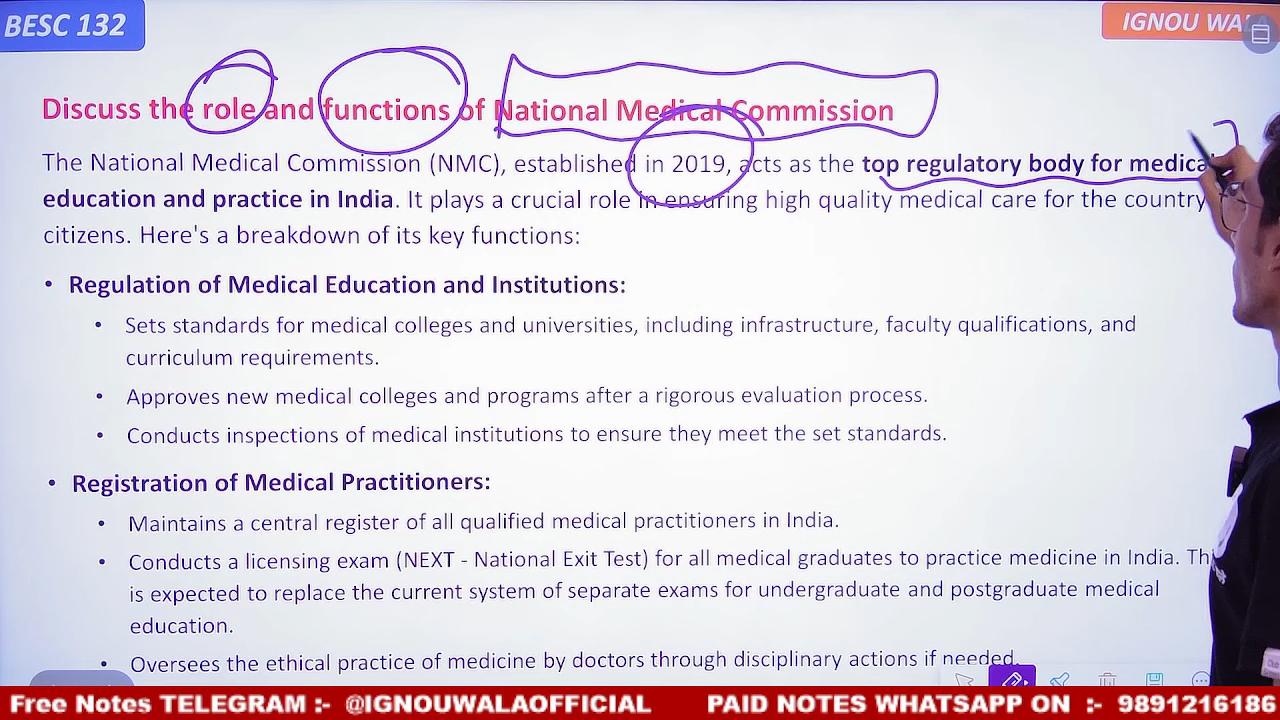 BESC 132
IGNOU WALA
Discuss the role and functions of National Medical Commission
The National Medical Commission (NMC), established in 2019, acts as the top regulatory body for medical
education and practice in India. It plays a crucial role in ensuring high quality medical care for the country
citizens. Here's a breakdown of its key functions:
• Regulation of Medical Education and Institutions:
• Sets standards for medical colleges and universities, including infrastructure, faculty qualifications, and
curriculum requirements.
• Approves new medical colleges and programs after a rigorous evaluation process.
• Conducts inspections of medical institutions to ensure they meet the set standards.
• Registration of Medical Practitioners:
• Maintains a central register of all qualified medical practitioners in India.
• Conducts a licensing exam (NEXT - National Exit Test) for all medical graduates to practice medicine in India.
is expected to replace the current system of separate exams for undergraduate and postgraduate medical
education.
• Oversees the ethical practice of medicine by doctors through disciplinary actions if needed.
Free Notes TELEGRAM :- @IGNOUWALAOFFICIAL PAID NOTES WHATSAPP ON :- 9891216186